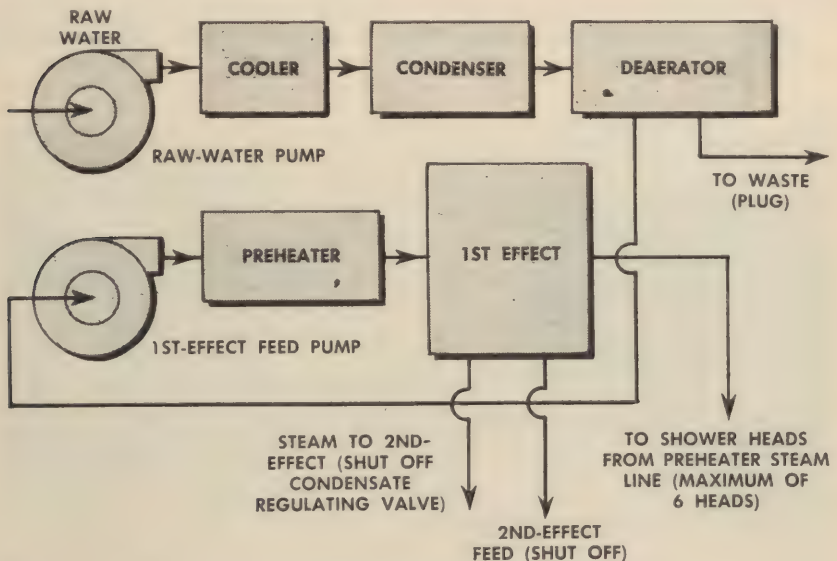 RAW
WATER
COOLER
CONDENSER
DEAERATOR
RAW-WATER PUMP
TO WASTE
(PLUG)
PREHEATER
1ST EFFECT
1ST-EFFECT FEED PUMP
STEAM TO 2ND-
EFFECT (SHUT OFF
CONDENSATE
REGULATING VALVE)
2ND-EFFECT
FEED (SHUT OFF)
TO SHOWER HEADS
FROM PREHEATER STEAM
LINE (MAXIMUM OF
6 HEADS)